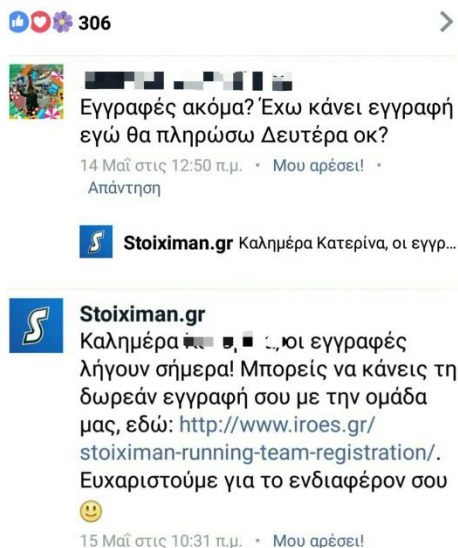 306
Εγγραφές ακόμα? Έχω κάνει εγγραφή
εγώ θα πληρώσω Δευτέρα οκ?
14 Μαΐ στις 12:50 π.μ. • Μου αρέσει! •
Απάντηση
Stoiximan.gr Καλημέρα Κατερίνα, οι εγγρ...
Stoiximan.gr
Καλημέρα οι εγγραφές
λήγουν σήμερα! Μπορείς να κάνεις τη
δωρεάν εγγραφή σου με την ομάδα
μας, εδώ: http://www.iroes.gr/
stoiximan-running-team-registration/.
Ευχαριστούμε για το ενδιαφέρον σου
15 Μαΐ στις 10:31 π.μ. • Μου αρέσει!